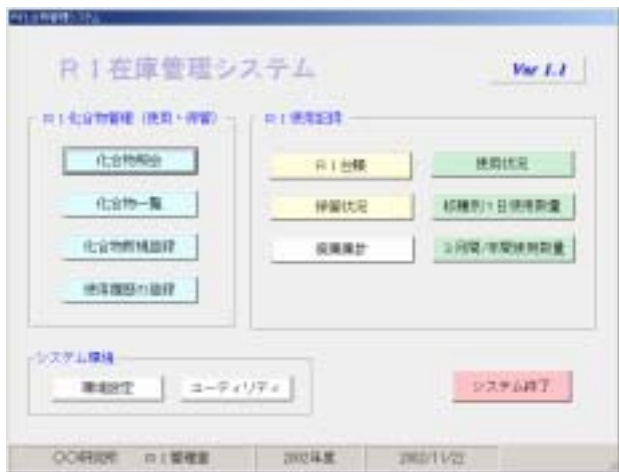 ＲＩ在庫管理システム
Ver 1.1
ＲＩ化合物管理（使用・保管）
ＲＩ使用記録
化合物照会
ＲＩ台帳
使用状況
化合物一覧
保管状況
核種別１日使用数量
化合物新規登録
廃棄集計
３月間/年間使用数量
使用履歴の登録
システム環境
環境設定
ユーティリティ
システム終了
〇〇研究所 ＲＩ管理室
2002年度
2002/11/22